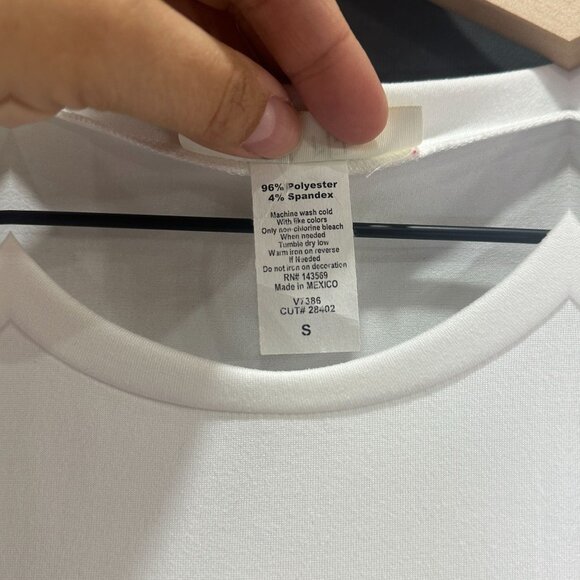 96% Polyester
4% Spandex
Machine wash cold
With like colors
Only non-chlorine bleach
When needed
Tumble dry low
Warm iron on reverse
If Needed
Do not iron on decoration
RN# 143569
Made in MEXICO
V7386
CUT# 28402
S